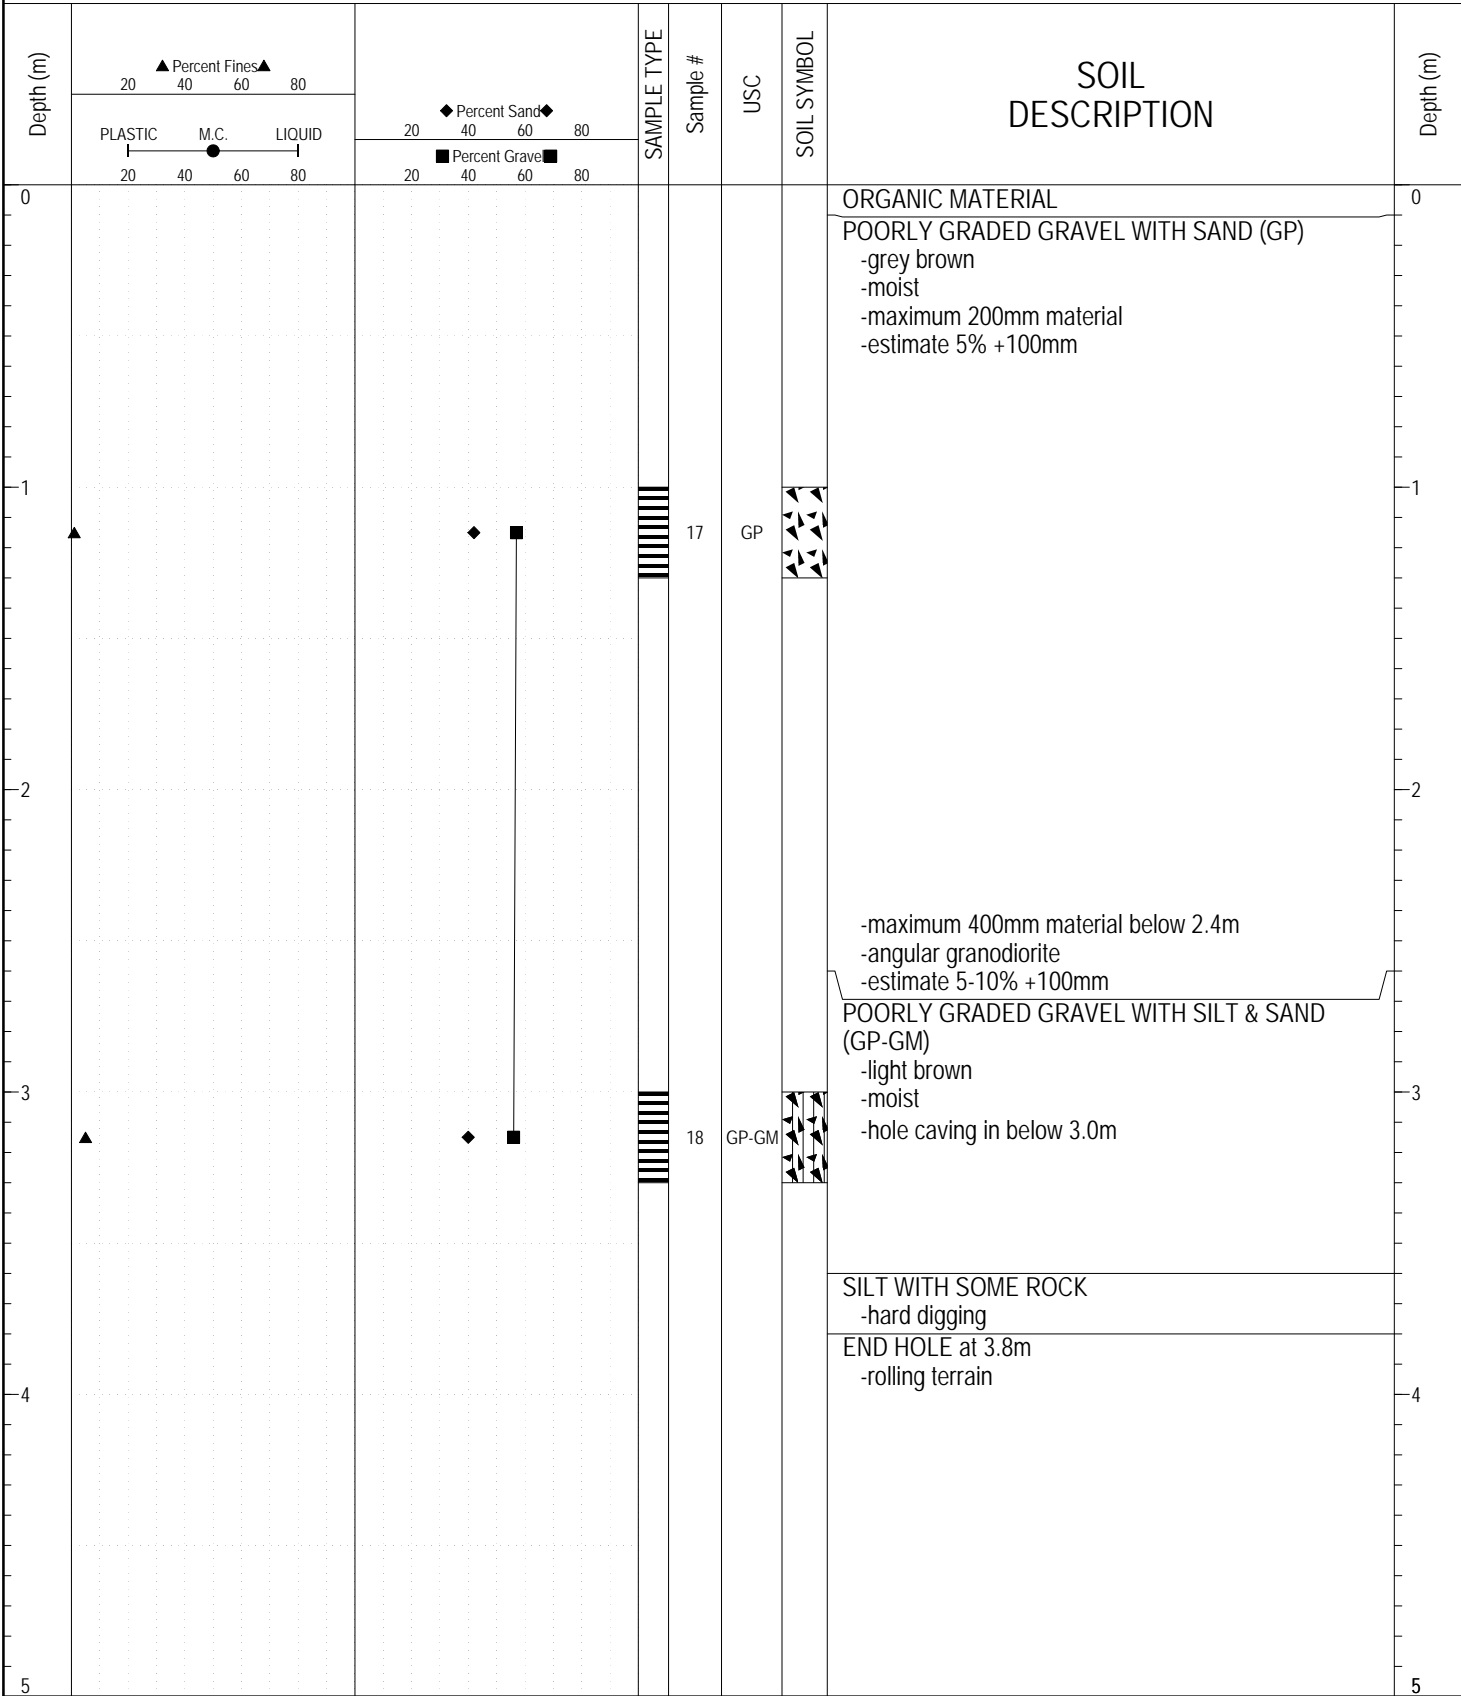 Depth (m)
▲ Percent Fines▲
20 40 60 80
PLASTIC M.C. LIQUID
20 40 60 80
◆ Percent Sand◆
20 40 60 80
■ Percent Gravel■
20 40 60 80
SAMPLE TYPE
Sample #
USC
SOIL SYMBOL
SOIL
DESCRIPTION
Depth (m)
0 0
ORGANIC MATERIAL
POORLY GRADED GRAVEL WITH SAND (GP)
-grey brown
-moist
-maximum 200mm material
-estimate 5% +100mm
1 1
17 GP
2 2
-maximum 400mm material below 2.4m
-angular granodiorite
-estimate 5-10% +100mm
POORLY GRADED GRAVEL WITH SILT & SAND
(GP-GM)
-light brown
3 -moist 3
18 GP-GM -hole caving in below 3.0m
SILT WITH SOME ROCK
-hard digging
END HOLE at 3.8m
-rolling terrain
4 4
5 5